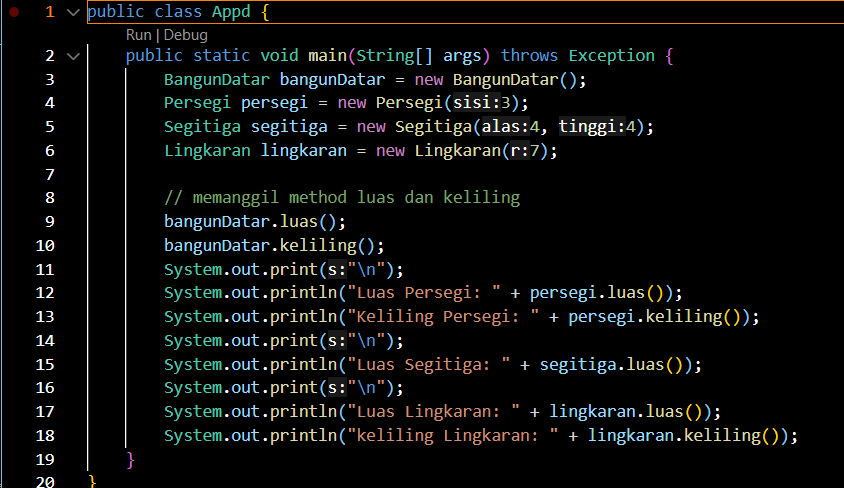 1 public class Appd {
Run | Debug
2 public static void main(String[] args) throws Exception {
3 BangunDatar bangunDatar = new BangunDatar();
4 Persegi persegi = new Persegi(sisi:3);
5 Segitiga segitiga = new Segitiga(alas:4, tinggi:4);
6 Lingkaran lingkaran = new Lingkaran(r:7);
7
8 // memanggil method luas dan keliling
9 bangunDatar.luas();
10 bangunDatar.keliling();
11 System.out.print(s:"\n");
12 System.out.println("Luas Persegi: " + persegi.luas());
13 System.out.println("Keliling Persegi: " + persegi.keliling());
14 System.out.print(s:"\n");
15 System.out.println("Luas Segitiga: " + segitiga.luas());
16 System.out.print(s:"\n");
17 System.out.println("Luas Lingkaran: " + lingkaran.luas());
18 System.out.println("keliling Lingkaran: " + lingkaran.keliling());
19 }
20 }